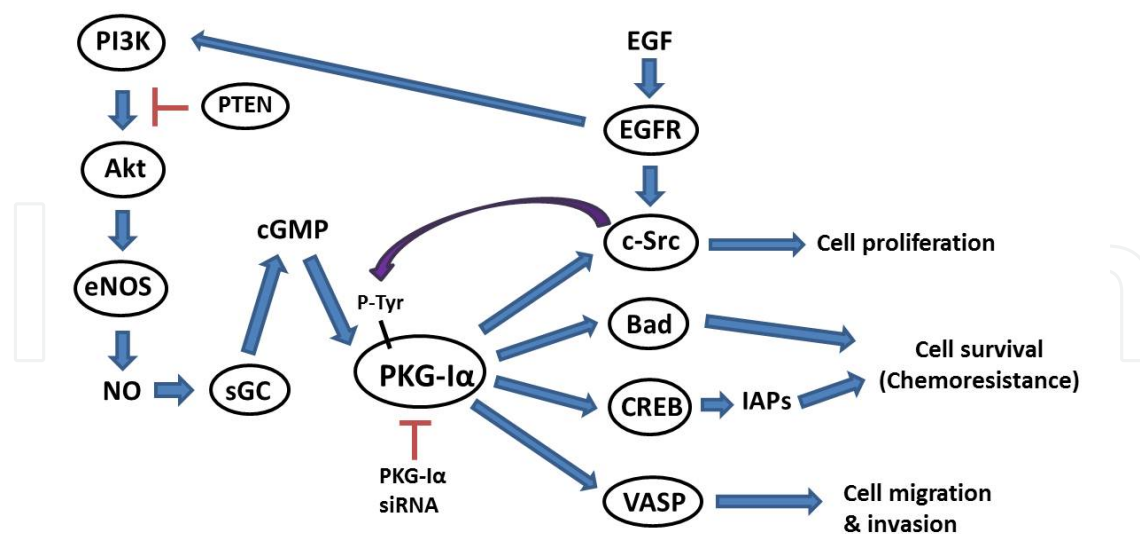 PI3K
EGF
PTEN
EGFR
Akt
cGMP
c-Src
Cell proliferation
eNOS
P-Tyr
Bad
Cell survival
(Chemoresistance)
NO
sGC
PKG-Iα
CREB
IAPs
PKG-Iα
siRNA
VASP
Cell migration
& invasion